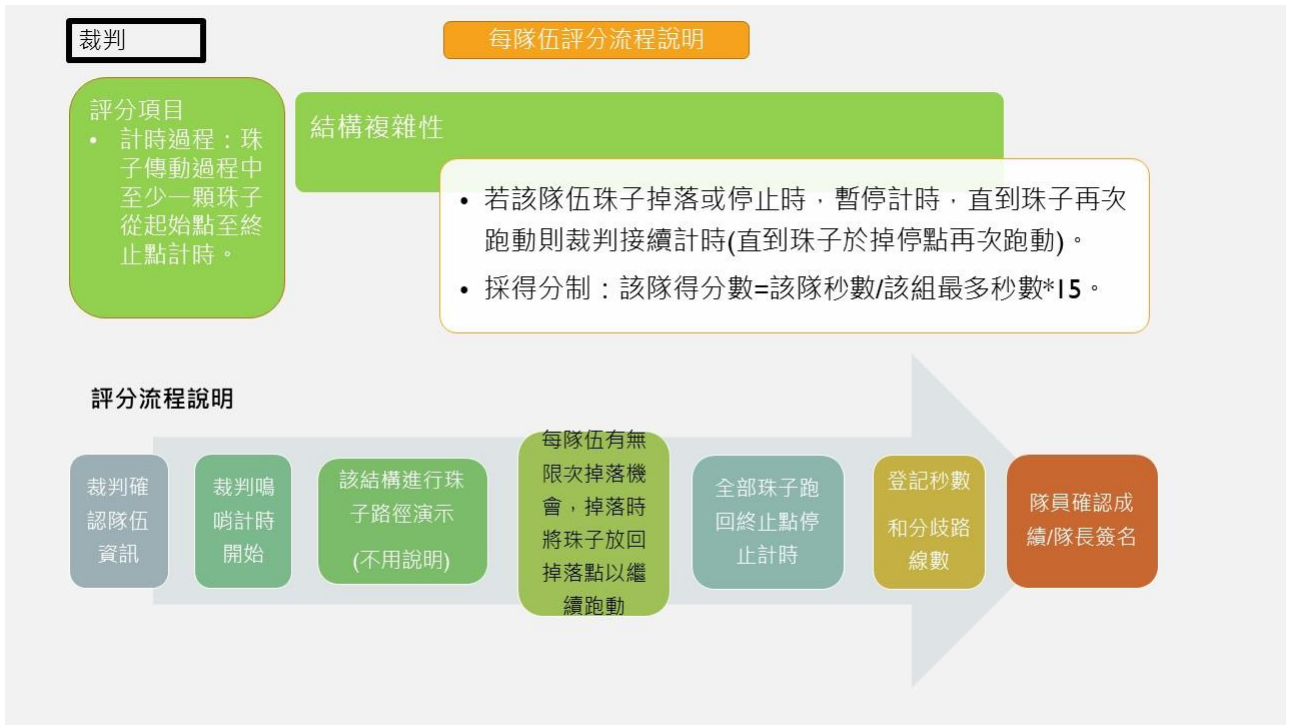 裁判
每隊伍評分流程說明
評分項目
• 計時過程：珠
子傳動過程中
至少一顆珠子
從起始點至終
止點計時。
結構複雜性
• 若該隊伍珠子掉落或停止時，暫停計時，直到珠子再次
跑動則裁判接續計時(直到珠子於掉停點再次跑動)。
• 採得分制：該隊得分數=該隊秒數/該組最多秒數*15。
評分流程說明
裁判確
認隊伍
資訊
裁判鳴
哨計時
開始
該結構進行珠
子路徑演示
(不用說明)
每隊伍有無
限次掉落機
會，掉落時
將珠子放回
掉落點以繼
續跑動
全部珠子跑
回終止點停
止計時
登記秒數
和分歧路
線數
隊員確認成
績/隊長簽名